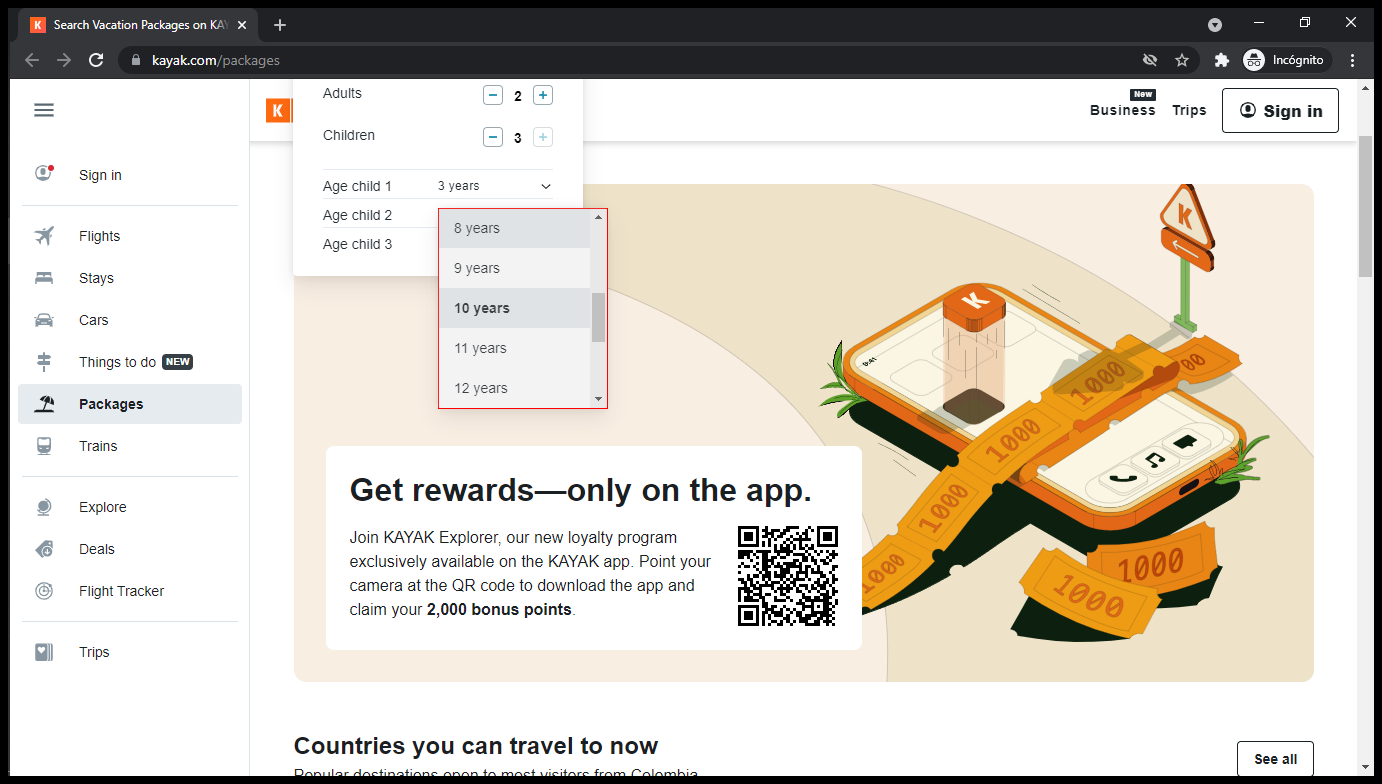 Search Vacation Packages on KAY
kayak.com/packages
Incógnito
K
New
Business
Trips
Sign in
Sign in
Flights
Stays
Cars
Things to do NEW
Packages
Trains
Explore
Deals
Flight Tracker
Trips
Adults
2
Children
3
Age child 1 3 years
Age child 2
Age child 3
8 years
9 years
10 years
11 years
12 years
K
K
9:41
1000
00
1000
1000
1000
1000
1000
Get rewards—only on the app.
Join KAYAK Explorer, our new loyalty program
exclusively available on the KAYAK app. Point your
camera at the QR code to download the app and
claim your 2,000 bonus points.
Countries you can travel to now
Popular destinations open to most visitors from Colombia
See all